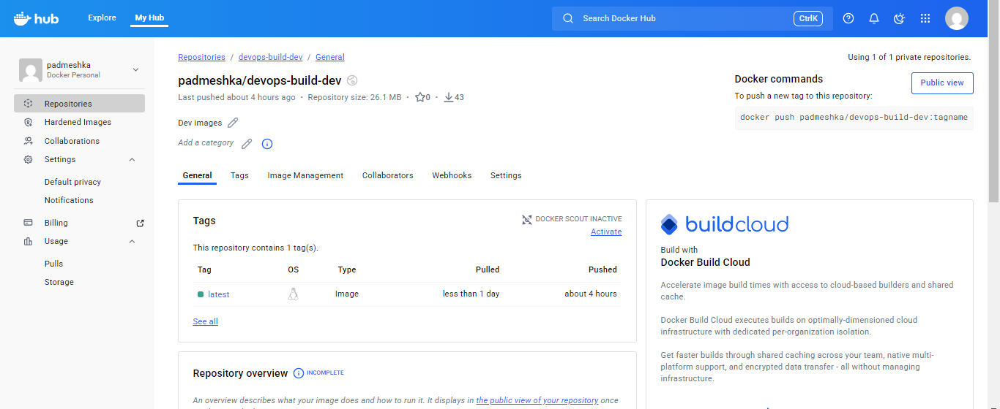 hub
Explore
My Hub
Search Docker Hub
CtrlK
padmeshka
Docker Personal
Repositories
Hardened Images
Collaborations
Settings
Default privacy
Notifications
Billing
Usage
Pulls
Storage
Repositories / devops-build-dev / General
Using 1 of 1 private repositories.
padmeshka/devops-build-dev
Last pushed about 4 hours ago · Repository size: 26.1 MB · 0 · 43
Dev images
Add a category
Docker commands
Public view
To push a new tag to this repository:
docker push padmeshka/devops-build-dev:tagname
General Tags Image Management Collaborators Webhooks Settings
Tags
DOCKER SCOUT INACTIVE
Activate
This repository contains 1 tag(s).
Tag OS Type Pulled Pushed
latest Image less than 1 day about 4 hours
See all
Repository overview INCOMPLETE
An overview describes what your image does and how to run it. It displays in the public view of your repository once
buildcloud
Build with
Docker Build Cloud
Accelerate image build times with access to cloud-based builders and shared
cache.
Docker Build Cloud executes builds on optimally-dimensioned cloud
infrastructure with dedicated per-organization isolation.
Get faster builds through shared caching across your team, native multi-
platform support, and encrypted data transfer - all without managing
infrastructure.